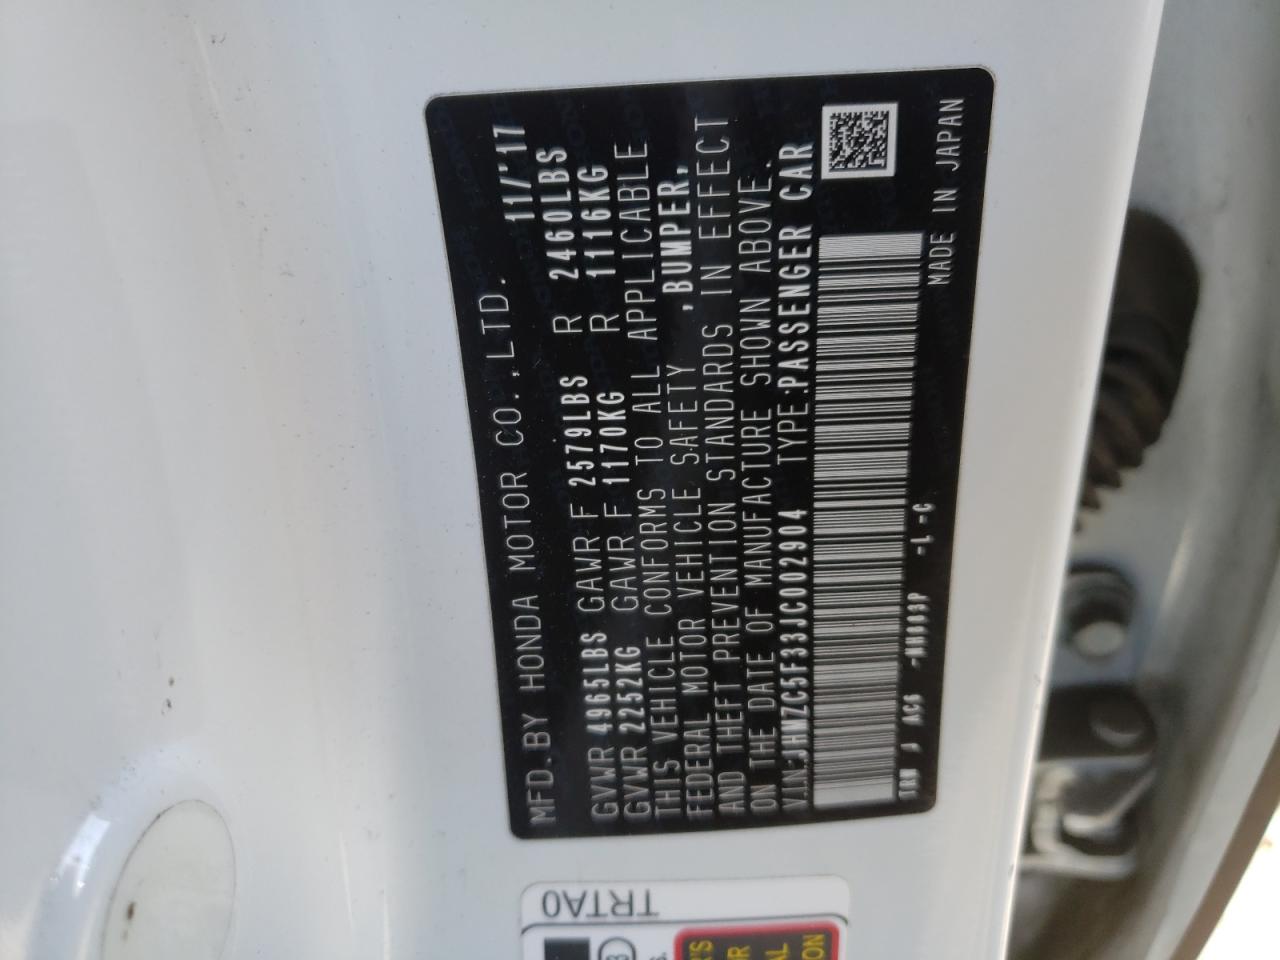 MFD. BY HONDA MOTOR CO., LTD. 11/'17
GVWR 4965LBS GAWR F 2579LBS R 2460LBS
GVWR 2252KG GAWR F 1170KG R 1116KG
THIS VEHICLE CONFORMS TO ALL APPLICABLE
FEDERAL MOTOR VEHICLE SAFETY ,BUMPER,
AND THEFT PREVENTION STANDARDS IN EFFECT
ON THE DATE OF MANUFACTURE SHOWN ABOVE.
V.I.N:JHMZC5F33JC002904 TYPE:PASSENGER CAR
J AC6 -NH883P -L-C
MADE IN JAPAN
TRTA0